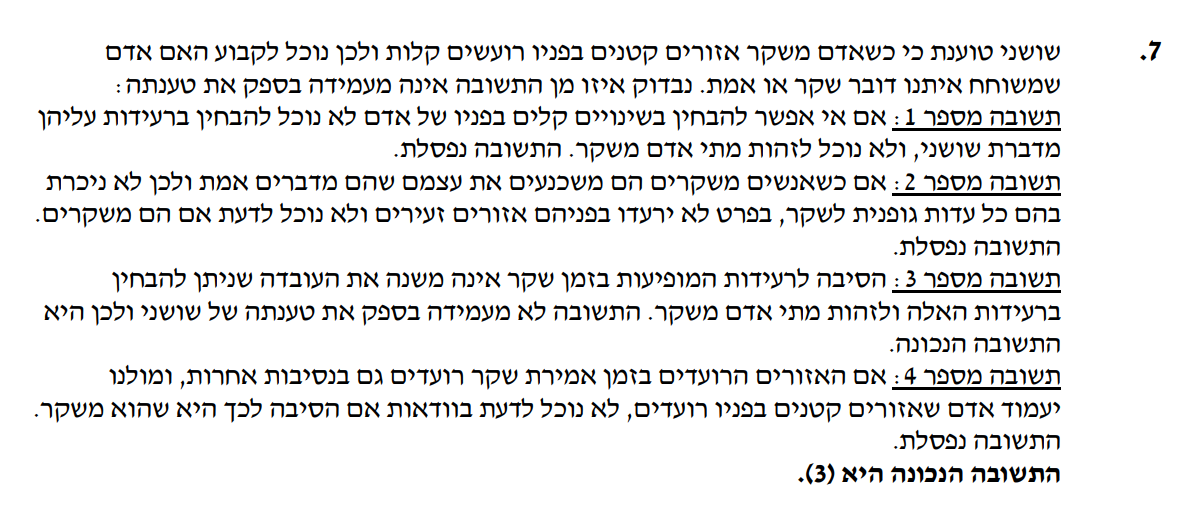 7. שושני טוענת כי כשאדם משקר אזורים קטנים בפניו רועשים קלות ולכן נוכל לקבוע האם אדם
שמשוחח איתנו דובר שקר או אמת. נבדוק איזו מן התשובה אינה מעמידה בספק את טענתה:
תשובה מספר 1: אם אי אפשר להבחין בשינויים קלים בפניו של אדם לא נוכל להבחין ברעידות עליהן
מדברת שושני, ולא נוכל לזהות מתי אדם משקר. התשובה נפסלת.
תשובה מספר 2: אם כשאנשים משקרים הם משכנעים את עצמם שהם מדברים אמת ולכן לא ניכרת
בהם כל עדות גופנית לשקר, בפרט לא ירעדו בפניהם אזורים זעירים ולא נוכל לדעת אם הם משקרים.
התשובה נפסלת.
תשובה מספר 3: הסיבה לרעידות המופיעות בזמן שקר אינה משנה את העובדה שניתן להבחין
ברעידות האלה ולזהות מתי אדם משקר. התשובה לא מעמידה בספק את טענתה של שושני ולכן היא
התשובה הנכונה.
תשובה מספר 4: אם האזורים הרועדים בזמן אמירת שקר רועדים גם בנסיבות אחרות, ומולנו
יעמוד אדם שאזורים קטנים בפניו רועדים, לא נוכל לדעת בוודאות אם הסיבה לכך היא שהוא משקר.
התשובה נפסלת.
התשובה הנכונה היא (3).